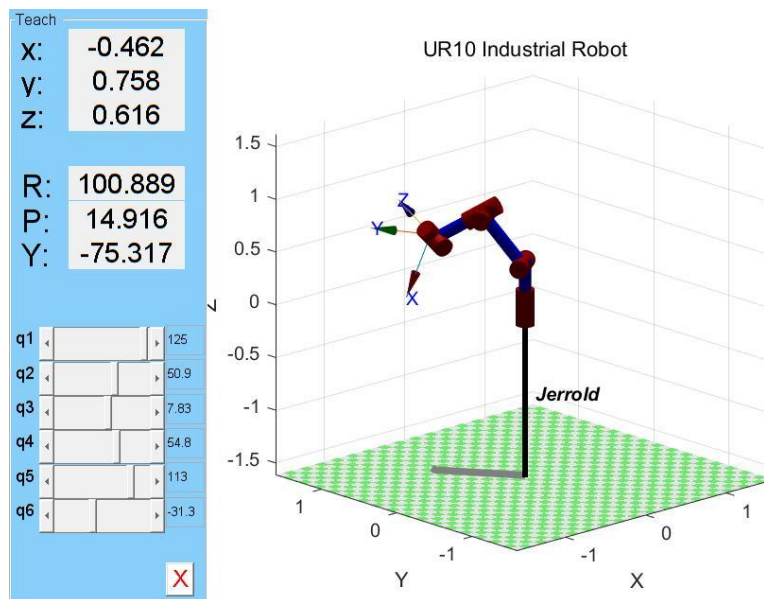 Teach
x: -0.462
y: 0.758
z: 0.616
R: 100.889
P: 14.916
Y: -75.317
q1 125
q2 50.9
q3 7.83
q4 54.8
q5 113
q6 -31.3
X
UR10 Industrial Robot
1.5
1
0.5
0
-0.5
-1
-1.5
Z
Z
Y
X
Jerrold
1
0
-1
Y
-1
0
1
X